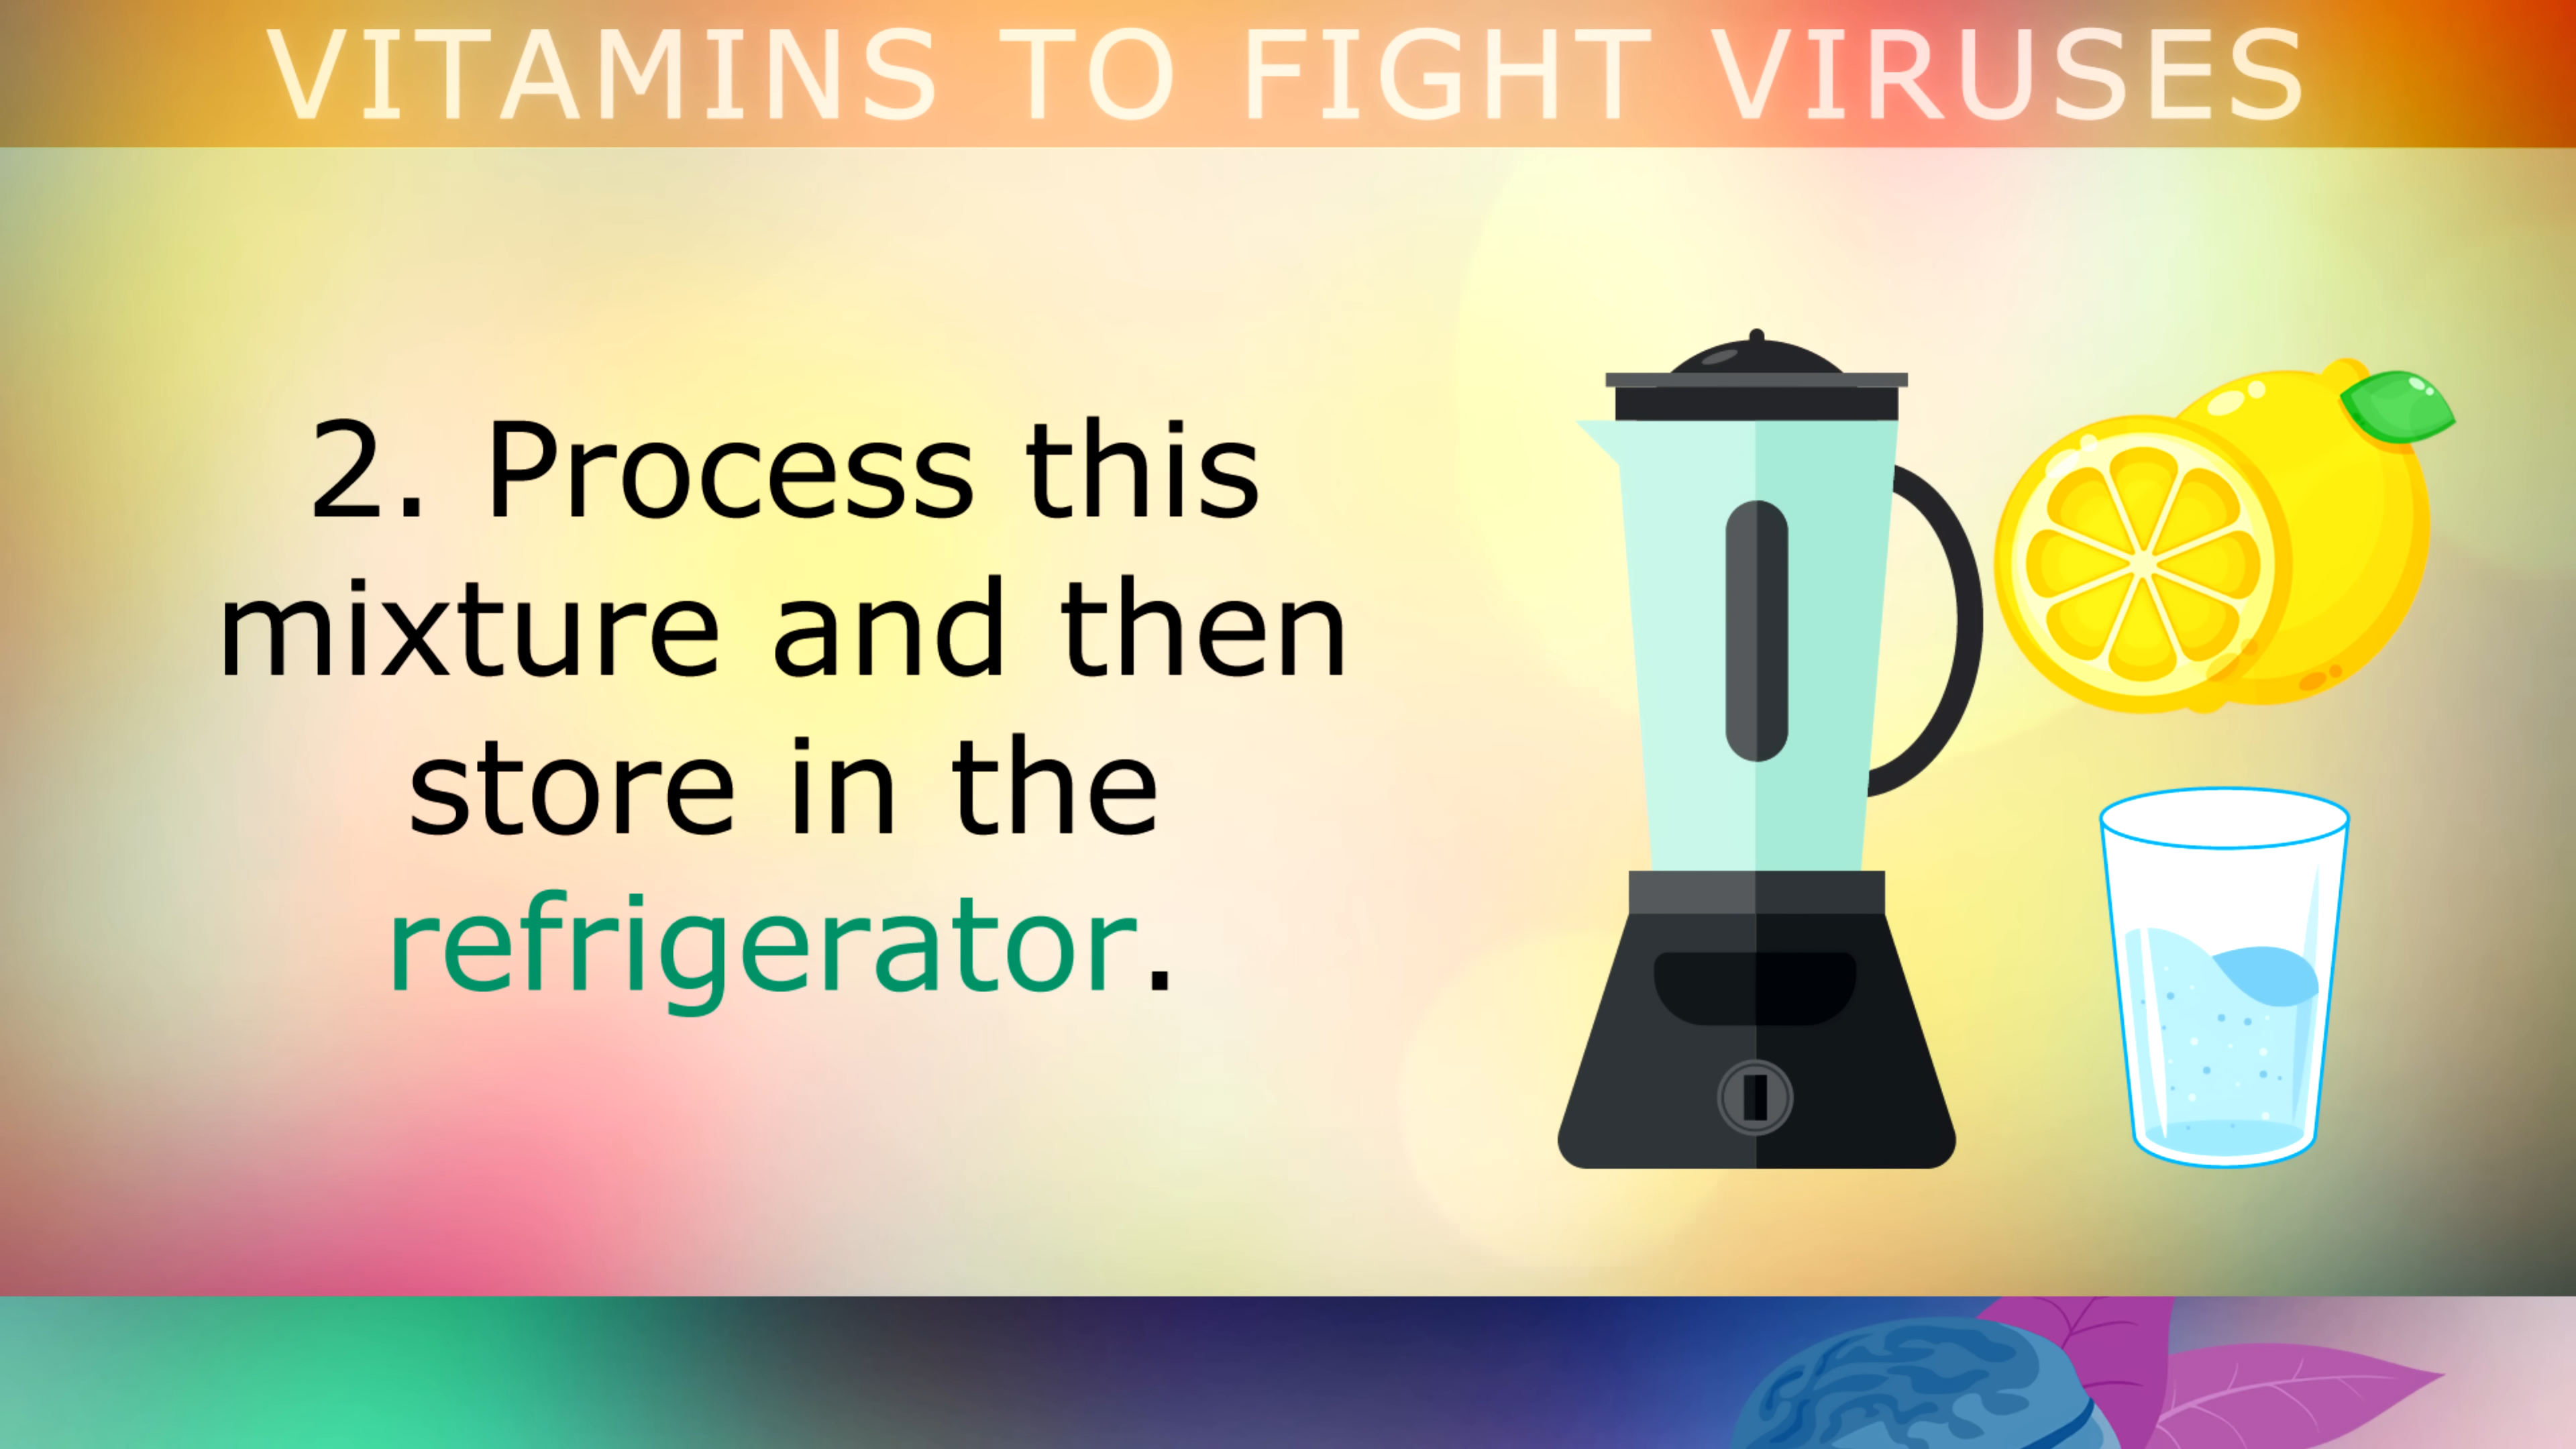 VITAMINS TO FIGHT VIRUSES
2. Process this
mixture and then
store in the
refrigerator.